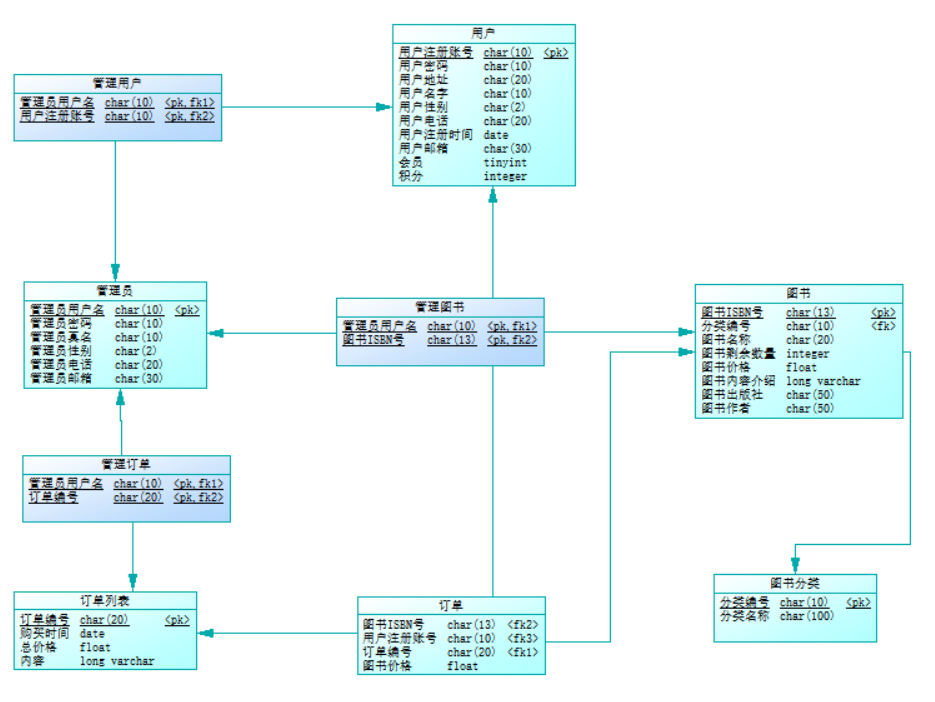 用户
用户注册账号 char(10) <pk>
用户密码 char(10)
用户地址 char(20)
用户名字 char(10)
用户性别 char(2)
用户电话 char(20)
用户注册时间 date
用户邮箱 char(30)
会员 tinyint
积分 integer
管理用户
管理员用户名 char(10) <pk,fk1>
用户注册账号 char(10) <pk,fk2>
管理员
管理员用户名 char(10) <pk>
管理员密码 char(10)
管理员真名 char(10)
管理员性别 char(2)
管理员电话 char(20)
管理员邮箱 char(30)
管理图书
管理员用户名 char(10) <pk,fk1>
图书ISBN号 char(13) <pk,fk2>
图书
图书ISBN号 char(13) <pk>
分类编号 char(10) <fk>
图书名称 char(20)
图书剩余数量 integer
图书价格 float
图书内容介绍 long varchar
图书出版社 char(50)
图书作者 char(50)
管理订单
管理员用户名 char(10) <pk,fk1>
订单编号 char(20) <pk,fk2>
订单列表
订单编号 char(20) <pk>
购买时间 date
总价格 float
内容 long varchar
订单
图书ISBN号 char(13) <fk2>
用户注册账号 char(10) <fk3>
订单编号 char(20) <fk1>
图书价格 float
图书分类
分类编号 char(10) <pk>
分类名称 char(100)